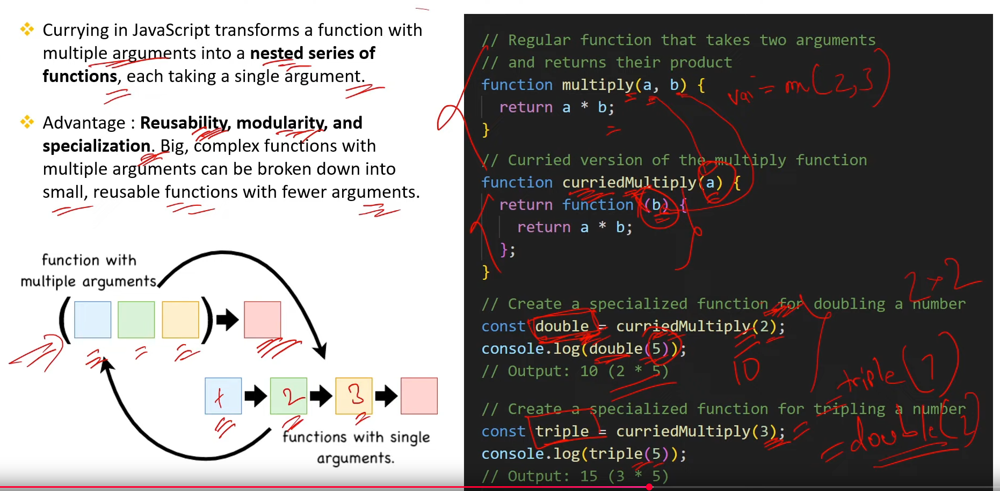 ❖ Currying in JavaScript transforms a function with
multiple arguments into a nested series of
functions, each taking a single argument.
❖ Advantage : Reusability, modularity, and
specialization. Big, complex functions with
multiple arguments can be broken down into
small, reusable functions with fewer arguments.
function with
multiple arguments
( )
1 2 3
functions with single
arguments.
// Regular function that takes two arguments
// and returns their product
function multiply(a, b) {
return a * b;
}
val = m(2,3)
// Curried version of the multiply function
function curriedMultiply(a) {
return function (b) {
return a * b;
};
}
// Create a specialized function for doubling a number
const double = curriedMultiply(2);
console.log(double(5));
// Output: 10 (2 * 5)
10
// Create a specialized function for tripling a number
const triple = curriedMultiply(3);
console.log(triple(5));
// Output: 15 (3 * 5)
= triple(7)
= double(2)